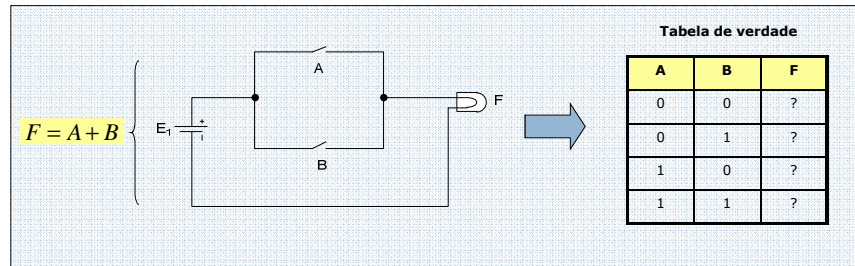 F = A + B
E1
+
A
B
F
Tabela de verdade
A B F
0 0 ?
0 1 ?
1 0 ?
1 1 ?